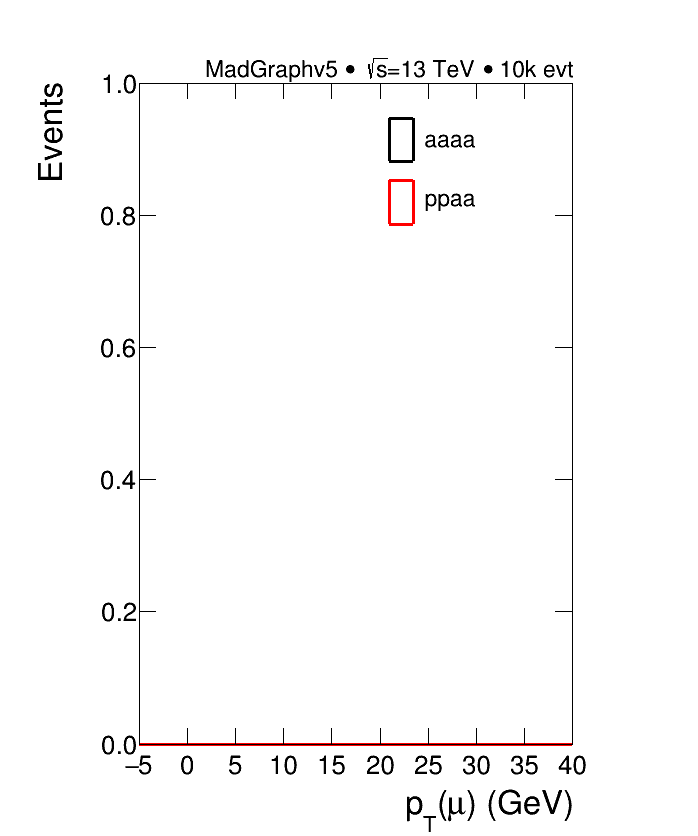 MadGraphv5 • √s=13 TeV • 10k evt
Events
1.0
0.8
0.6
0.4
0.2
0.0
aaaa
ppaa
−5 0 5 10 15 20 25 30 35 40
p_T(μ) (GeV)